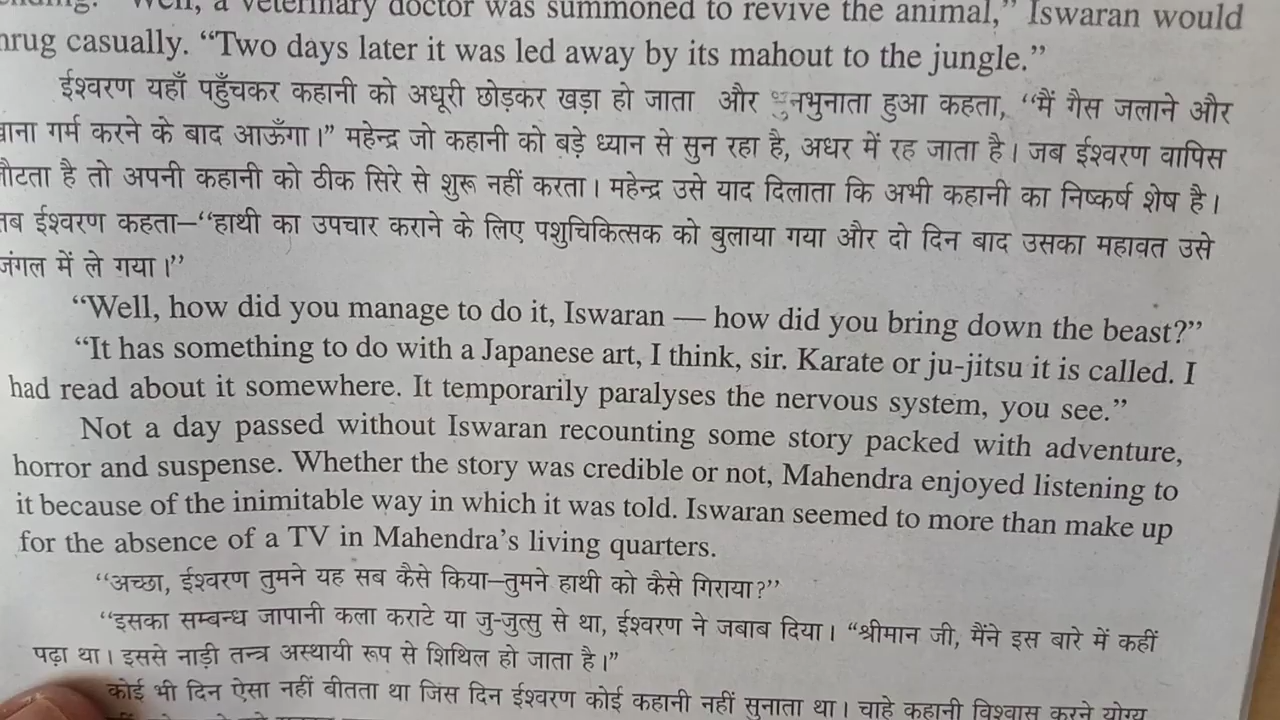 Well, a veterinary doctor was summoned to revive the animal,” Iswaran would
casually. “Two days later it was led away by its mahout to the jungle.”
ईश्वरण यहाँ पहुँचकर कहानी को अधूरी छोड़कर खड़ा हो जाता और भुनभुनाता हुआ कहता, “मैं गैस जलाने और
गर्म करने के बाद आऊँगा।” महेन्द्र जो कहानी को बड़े ध्यान से सुन रहा है, अधर में रह जाता है। जब ईश्वरण वापिस
है तो अपनी कहानी को ठीक सिरे से शुरू नहीं करता। महेन्द्र उसे याद दिलाता कि अभी कहानी का निष्कर्ष शेष है।
ईश्वरण कहता—“हाथी का उपचार कराने के लिए पशुचिकित्सक को बुलाया गया और दो दिन बाद उसका महावत उसे
जंगल में ले गया।”
“Well, how did you manage to do it, Iswaran — how did you bring down the beast?”
“It has something to do with a Japanese art, I think, sir. Karate or ju-jitsu it is called. I
had read about it somewhere. It temporarily paralyses the nervous system, you see.”
Not a day passed without Iswaran recounting some story packed with adventure,
horror and suspense. Whether the story was credible or not, Mahendra enjoyed listening to
it because of the inimitable way in which it was told. Iswaran seemed to more than make up
for the absence of a TV in Mahendra’s living quarters.
“अच्छा, ईश्वरण तुमने यह सब कैसे किया—तुमने हाथी को कैसे गिराया?”
“इसका सम्बन्ध जापानी कला कराटे या जु-जुत्सु से था, ईश्वरण ने जबाब दिया। “श्रीमान जी, मैंने इस बारे में कहीं
पढ़ा था। इससे नाड़ी तन्त्र अस्थायी रूप से शिथिल हो जाता है।”
कोई भी दिन ऐसा नहीं बीतता था जिस दिन ईश्वरण कोई कहानी नहीं सुनाता था। चाहे कहानी विश्वास करने योग्य